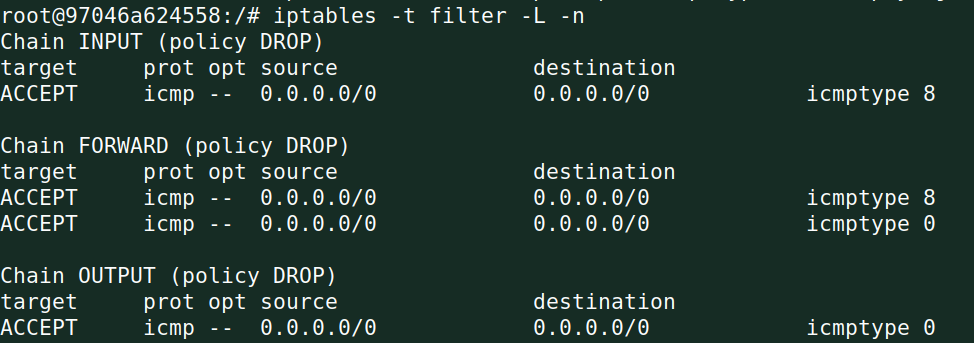 root@97046a624558:/# iptables -t filter -L -n
Chain INPUT (policy DROP)
target     prot opt source               destination
ACCEPT     icmp --  0.0.0.0/0            0.0.0.0/0            icmptype 8

Chain FORWARD (policy DROP)
target     prot opt source               destination
ACCEPT     icmp --  0.0.0.0/0            0.0.0.0/0            icmptype 8
ACCEPT     icmp --  0.0.0.0/0            0.0.0.0/0            icmptype 0

Chain OUTPUT (policy DROP)
target     prot opt source               destination
ACCEPT     icmp --  0.0.0.0/0            0.0.0.0/0            icmptype 0